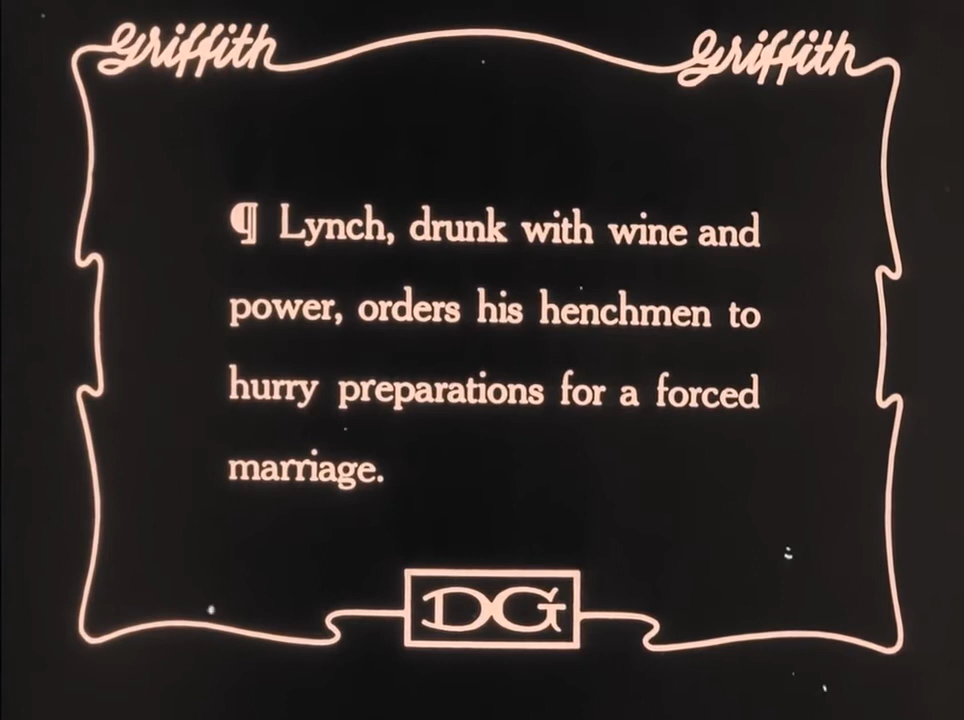 Griffith Griffith
¶ Lynch, drunk with wine and
power, orders his henchmen to
hurry preparations for a forced
marriage.
DG